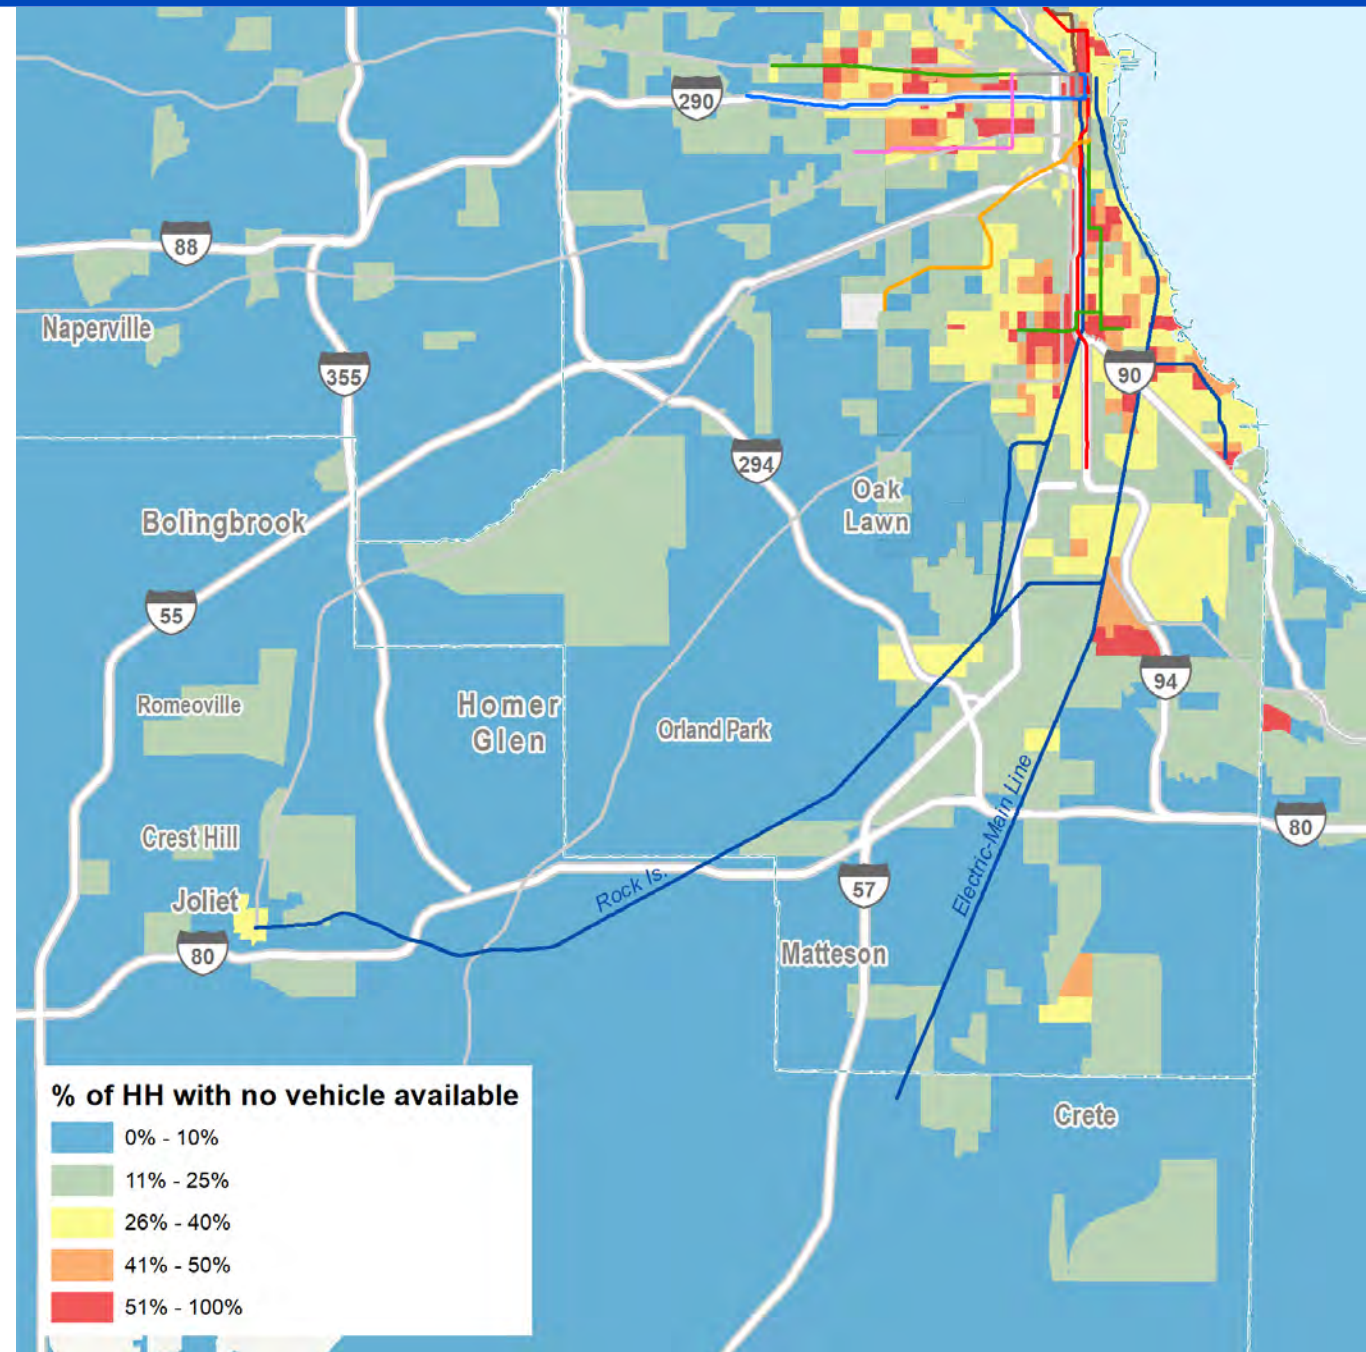 290
88
Naperville
355
90
294
Oak
Lawn
Bolingbrook
55
94
Romeoville
Homer
Glen
Orland Park
Electric-Main Line
80
Crest Hill
Rock Is.
57
Joliet
80
Matteson
% of HH with no vehicle available
0% - 10%
11% - 25%
26% - 40%
41% - 50%
51% - 100%
Crete